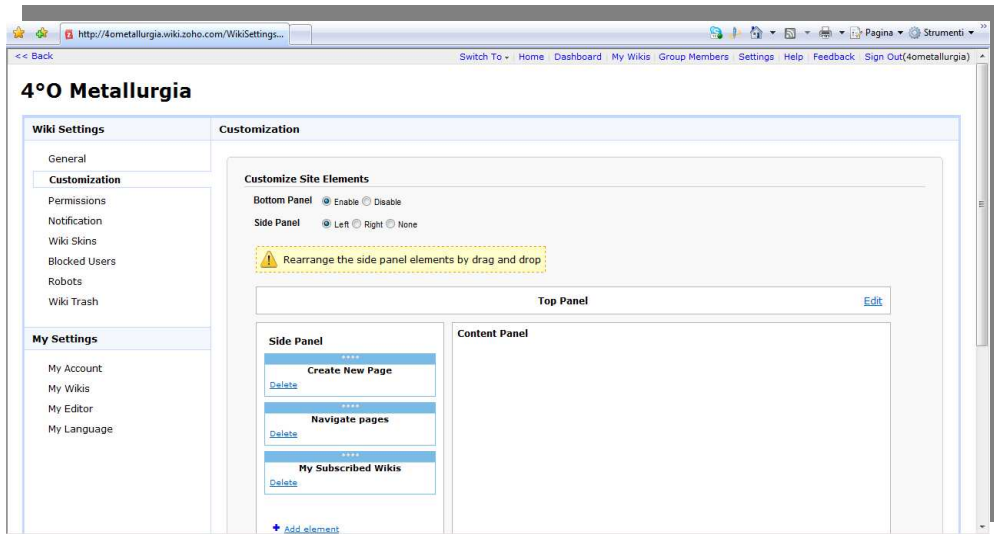 http://4ometallurgia.wiki.zoho.com/WikiSettings...
Pagina Strumenti
<< Back
Switch To Home Dashboard My Wikis Group Members Settings Help Feedback Sign Out(4ometallurgia)
4°O Metallurgia
Wiki Settings
General
Customization
Permissions
Notification
Wiki Skins
Blocked Users
Robots
Wiki Trash
My Settings
My Account
My Wikis
My Editor
My Language
Customization
Customize Site Elements
Bottom Panel Enable Disable
Side Panel Left Right None
Rearrange the side panel elements by drag and drop
Top Panel Edit
Side Panel
Create New Page
Delete
Navigate pages
Delete
My Subscribed Wikis
Delete
Add element
Content Panel